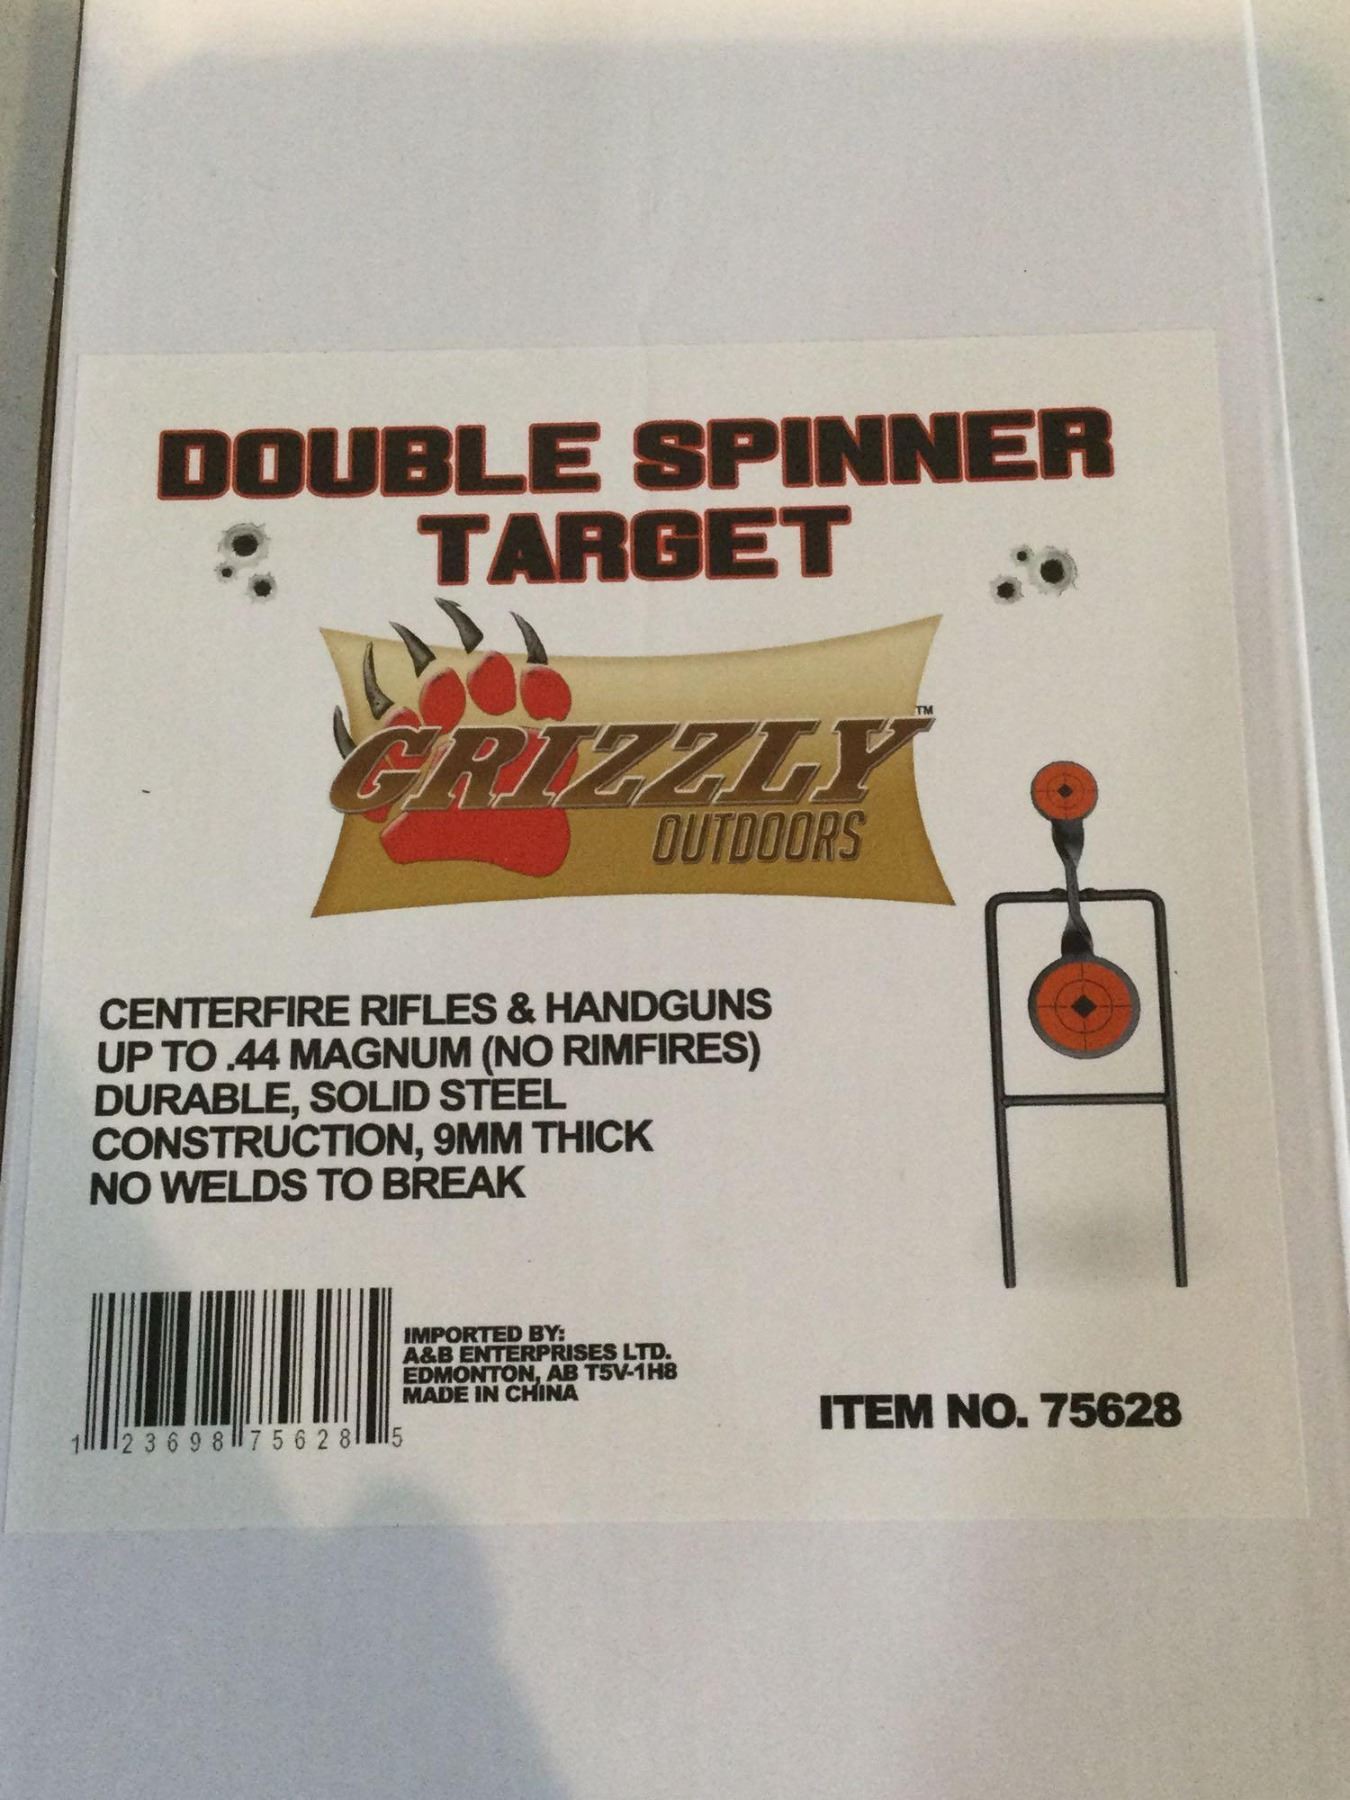 DOUBLE SPINNER
TARGET
GRIZZLY™
OUTDOORS
CENTERFIRE RIFLES & HANDGUNS
UP TO .44 MAGNUM (NO RIMFIRES)
DURABLE, SOLID STEEL
CONSTRUCTION, 9MM THICK
NO WELDS TO BREAK
IMPORTED BY:
A&B ENTERPRISES LTD.
EDMONTON, AB T5V-1H8
MADE IN CHINA
1 23698 75628 5
ITEM NO. 75628